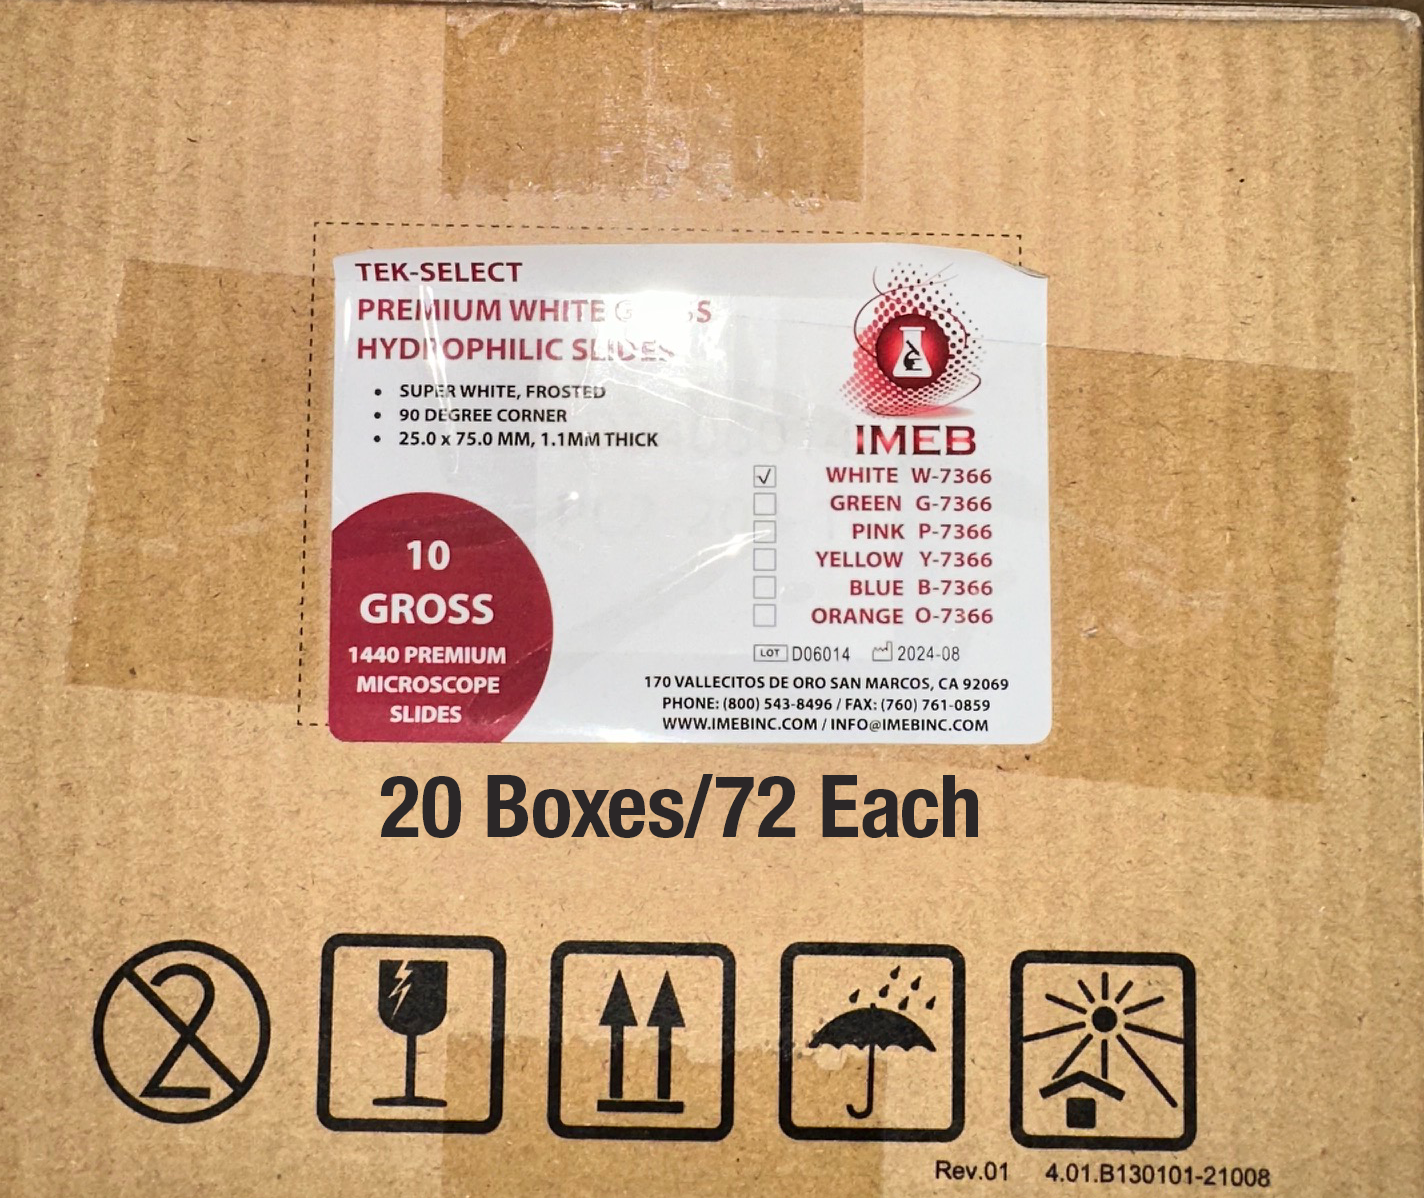 TEK-SELECT
PREMIUM WHITE
HYDROPHILIC SLIDES
• SUPER WHITE, FROSTED
• 90 DEGREE CORNER
• 25.0 x 75.0 MM, 1.1MM THICK
IMEB
√ WHITE W-7366
GREEN G-7366
PINK P-7366
YELLOW Y-7366
BLUE B-7366
ORANGE O-7366
10
GROSS
1440 PREMIUM
MICROSCOPE
SLIDES
LOT D06014 2024-08
170 VALLECITOS DE ORO SAN MARCOS, CA 92069
PHONE: (800) 543-8496 / FAX: (760) 761-0859
WWW.IMEBINC.COM / INFO@IMEBINC.COM
20 Boxes/72 Each
2
Rev.01 4.01.B130101-21008